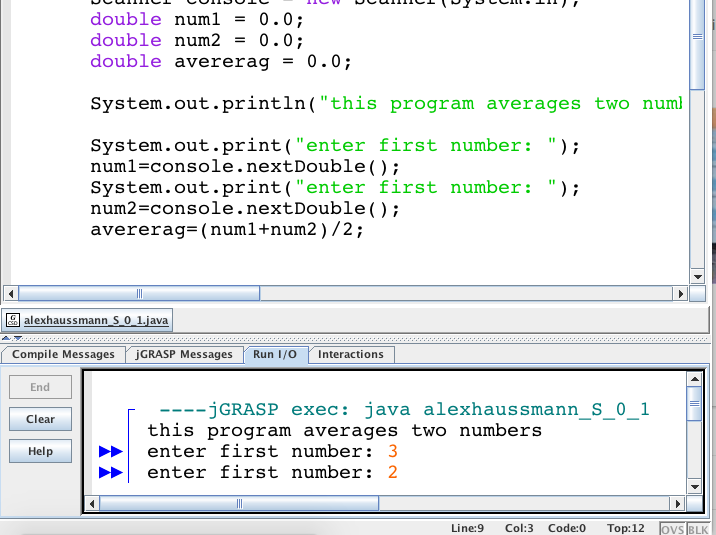 Scanner console = new Scanner(System.in);
double num1 = 0.0;
double num2 = 0.0;
double avererag = 0.0;
System.out.println("this program averages two numb
System.out.print("enter first number: ");
num1=console.nextDouble();
System.out.print("enter first number: ");
num2=console.nextDouble();
avererag=(num1+num2)/2;
alexhaussmann_S_0_1.java
Compile Messages jGRASP Messages Run I/O Interactions
End
Clear
Help
----jGRASP exec: java alexhaussmann_S_0_1
this program averages two numbers
enter first number: 3
enter first number: 2
Line:9 Col:3 Code:0 Top:12 OVS BLK